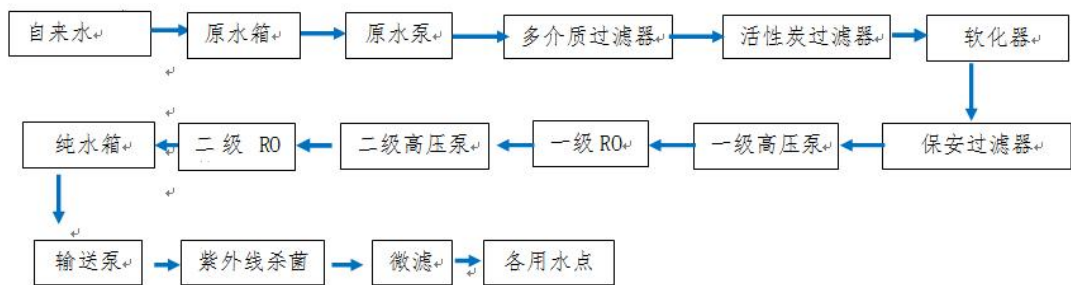 自来水
原水箱
原水泵
多介质过滤器
活性炭过滤器
软化器
保安过滤器
一级高压泵
一级 RO
二级高压泵
二级 RO
纯水箱
输送泵
紫外线杀菌
微滤
各用水点